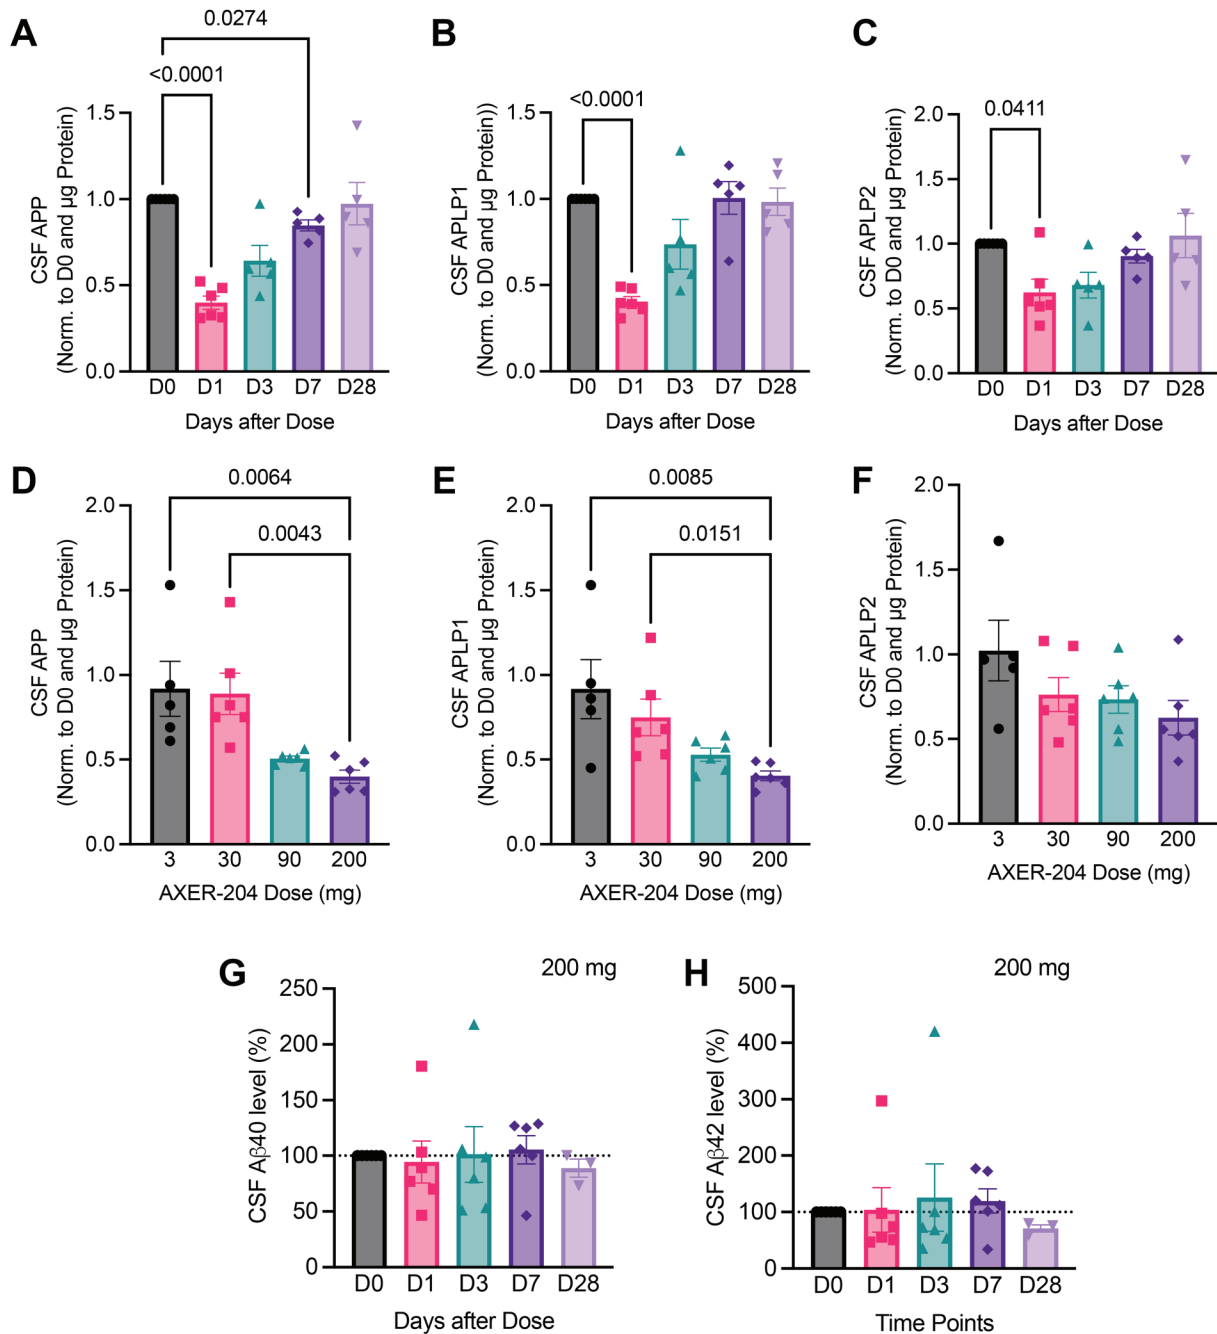 A
0.0274
<0.0001
CSF APP
(Norm. to D0 and µg Protein)
1.5
1.0
0.5
0.0
D0 D1 D3 D7 D28
Days after Dose
B
<0.0001
CSF APLP1
(Norm. to D0 and µg Protein))
1.5
1.0
0.5
0.0
D0 D1 D3 D7 D28
Days after Dose
C
0.0411
CSF APLP2
(Norm. to D0 and µg Protein)
2.0
1.5
1.0
0.5
0.0
D0 D1 D3 D7 D28
Days after Dose
D
0.0064
0.0043
CSF APP
(Norm. to D0 and µg Protein)
2.0
1.5
1.0
0.5
0.0
3 30 90 200
AXER-204 Dose (mg)
E
0.0085
0.0151
CSF APLP1
(Norm. to D0 and µg Protein)
2.0
1.5
1.0
0.5
0.0
3 30 90 200
AXER-204 Dose (mg)
F
CSF APLP2
(Norm. to D0 and µg Protein)
2.0
1.5
1.0
0.5
0.0
3 30 90 200
AXER-204 Dose (mg)
G
200 mg
CSF Aβ40 level (%)
250
200
150
100
50
0
D0 D1 D3 D7 D28
Days after Dose
H
200 mg
CSF Aβ42 level (%)
500
400
300
200
100
0
D0 D1 D3 D7 D28
Time Points